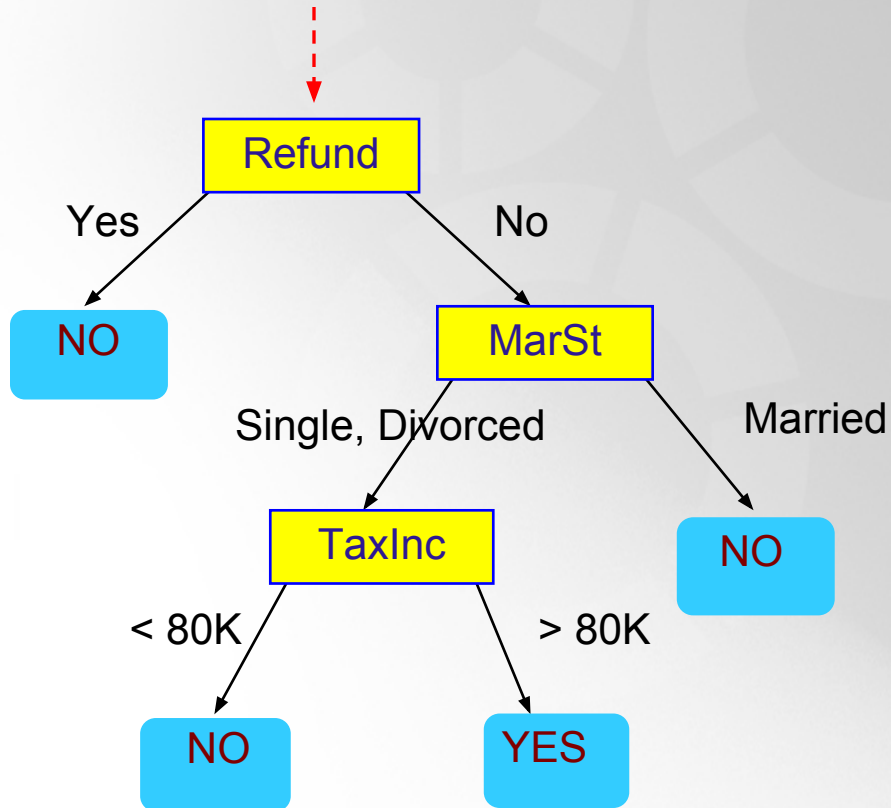 Refund
Yes
No
NO
MarSt
Single, Divorced
Married
TaxInc
NO
< 80K
> 80K
NO
YES